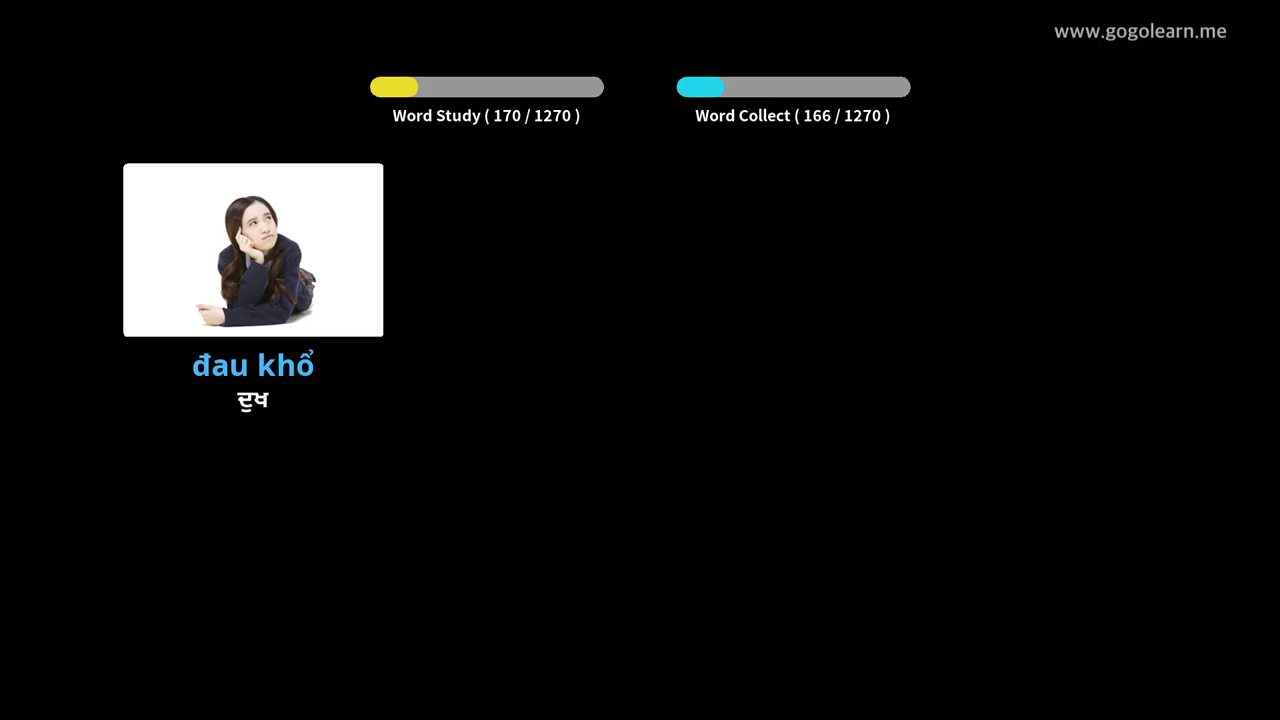 www.gogolearn.me
Word Study ( 170 / 1270 )
Word Collect ( 166 / 1270 )
đau khổ
ਦੁਖ